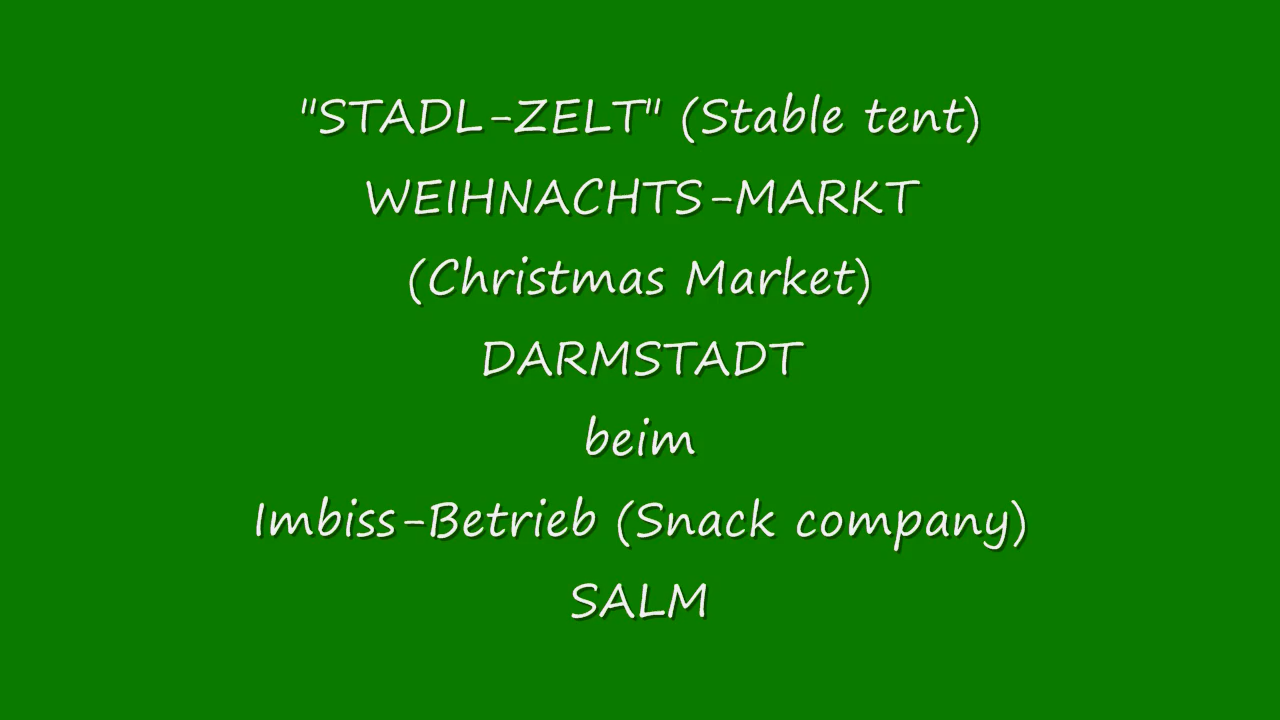 "STADL-ZELT" (Stable tent)
WEIHNACHTS-MARKT
(Christmas Market)
DARMSTADT
beim
Imbiss-Betrieb (Snack company)
SALM